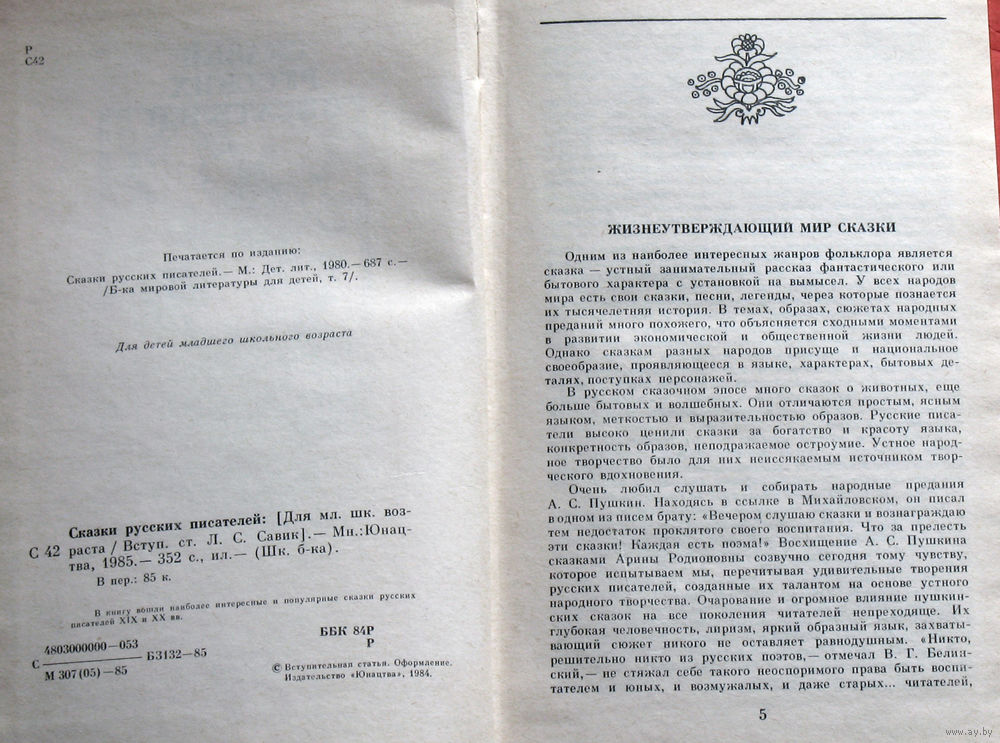 Р
С42
Печатается по изданию:
Сказки русских писателей.— М.: Дет. лит., 1980.—687 с.—
/Б-ка мировой литературы для детей, т. 7/.
Для детей младшего школьного возраста
Сказки русских писателей: [Для мл. шк. воз-
С 42 раста / Вступ. ст. Л. С. Савик].— Мн.:Юнац-
тва, 1985.— 352 с., ил.— (Шк. б-ка).
В пер.: 85 к.
В книгу вошли наиболее интересные и популярные сказки русских
писателей XIX и XX вв.
4803000000—053
С Б3132—85
М 307(05)—85
ББК 84Р
Р
© Вступительная статья. Оформление.
Издательство «Юнацтва», 1984.
ЖИЗНЕУТВЕРЖДАЮЩИЙ МИР СКАЗКИ
Одним из наиболее интересных жанров фольклора является
сказка — устный занимательный рассказ фантастического или
бытового характера с установкой на вымысел. У всех народов
мира есть свои сказки, песни, легенды, через которые познается
их тысячелетняя история. В темах, образах, сюжетах народных
преданий много похожего, что объясняется сходными моментами
в развитии экономической и общественной жизни людей.
Однако сказкам разных народов присуще и национальное
своеобразие, проявляющееся в языке, характерах, бытовых де-
талях, поступках персонажей.
В русском сказочном эпосе много сказок о животных, еще
больше бытовых и волшебных. Они отличаются простым, ясным
языком, меткостью и выразительностью образов. Русские писа-
тели высоко ценили сказки за богатство и красоту языка,
конкретность образов, неподражаемое остроумие. Устное народ-
ное творчество было для них неиссякаемым источником твор-
ческого вдохновения.
Очень любил слушать и собирать народные предания
А. С. Пушкин. Находясь в ссылке в Михайловском, он писал
в одном из писем брату: «Вечером слушаю сказки и вознаграждаю
тем недостаток проклятого своего воспитания. Что за прелесть
эти сказки! Каждая есть поэма!» Восхищение А. С. Пушкина
сказками Арины Родионовны созвучно сегодня тому чувству,
которое испытываем мы, перечитывая удивительные творения
русских писателей, созданные их талантом на основе устного
народного творчества. Очарование и огромное влияние пушкин-
ских сказок на все поколения читателей непреходяще. Их
глубокая человечность, лиризм, яркий образный язык, захваты-
вающий сюжет никого не оставляет равнодушным. «Никто,
решительно никто из русских поэтов,— отмечал В. Г. Белин-
ский,— не стяжал себе такого неоспоримого права быть воспи-
тателем и юных, и возмужалых, и даже старых... читателей,
5
www.ay.by